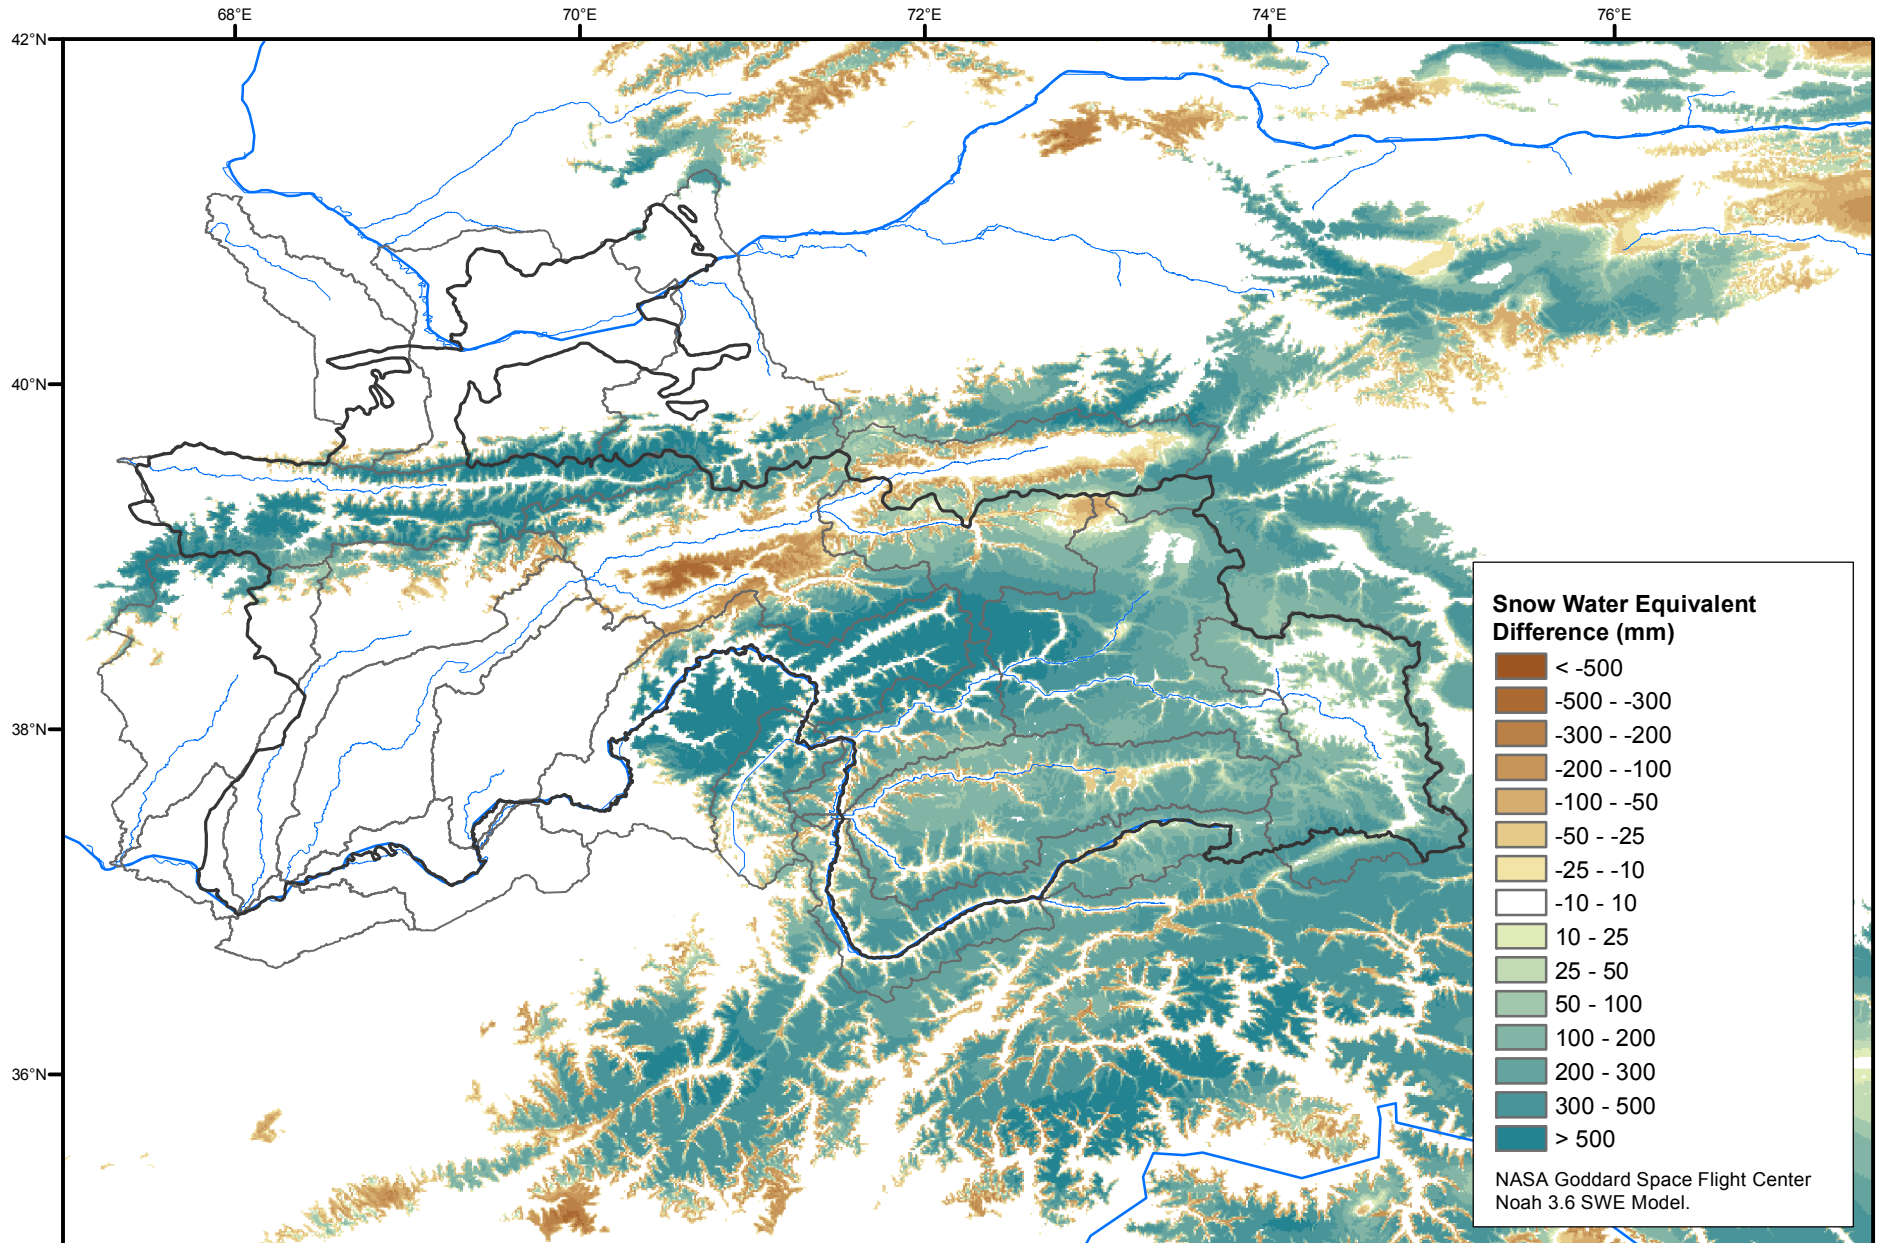 68°E
70°E
72°E
74°E
76°E
42°N
40°N
38°N
36°N
Snow Water Equivalent
Difference (mm)
< -500
-500 - -300
-300 - -200
-200 - -100
-100 - -50
-50 - -25
-25 - -10
-10 - 10
10 - 25
25 - 50
50 - 100
100 - 200
200 - 300
300 - 500
> 500
NASA Goddard Space Flight Center
Noah 3.6 SWE Model.